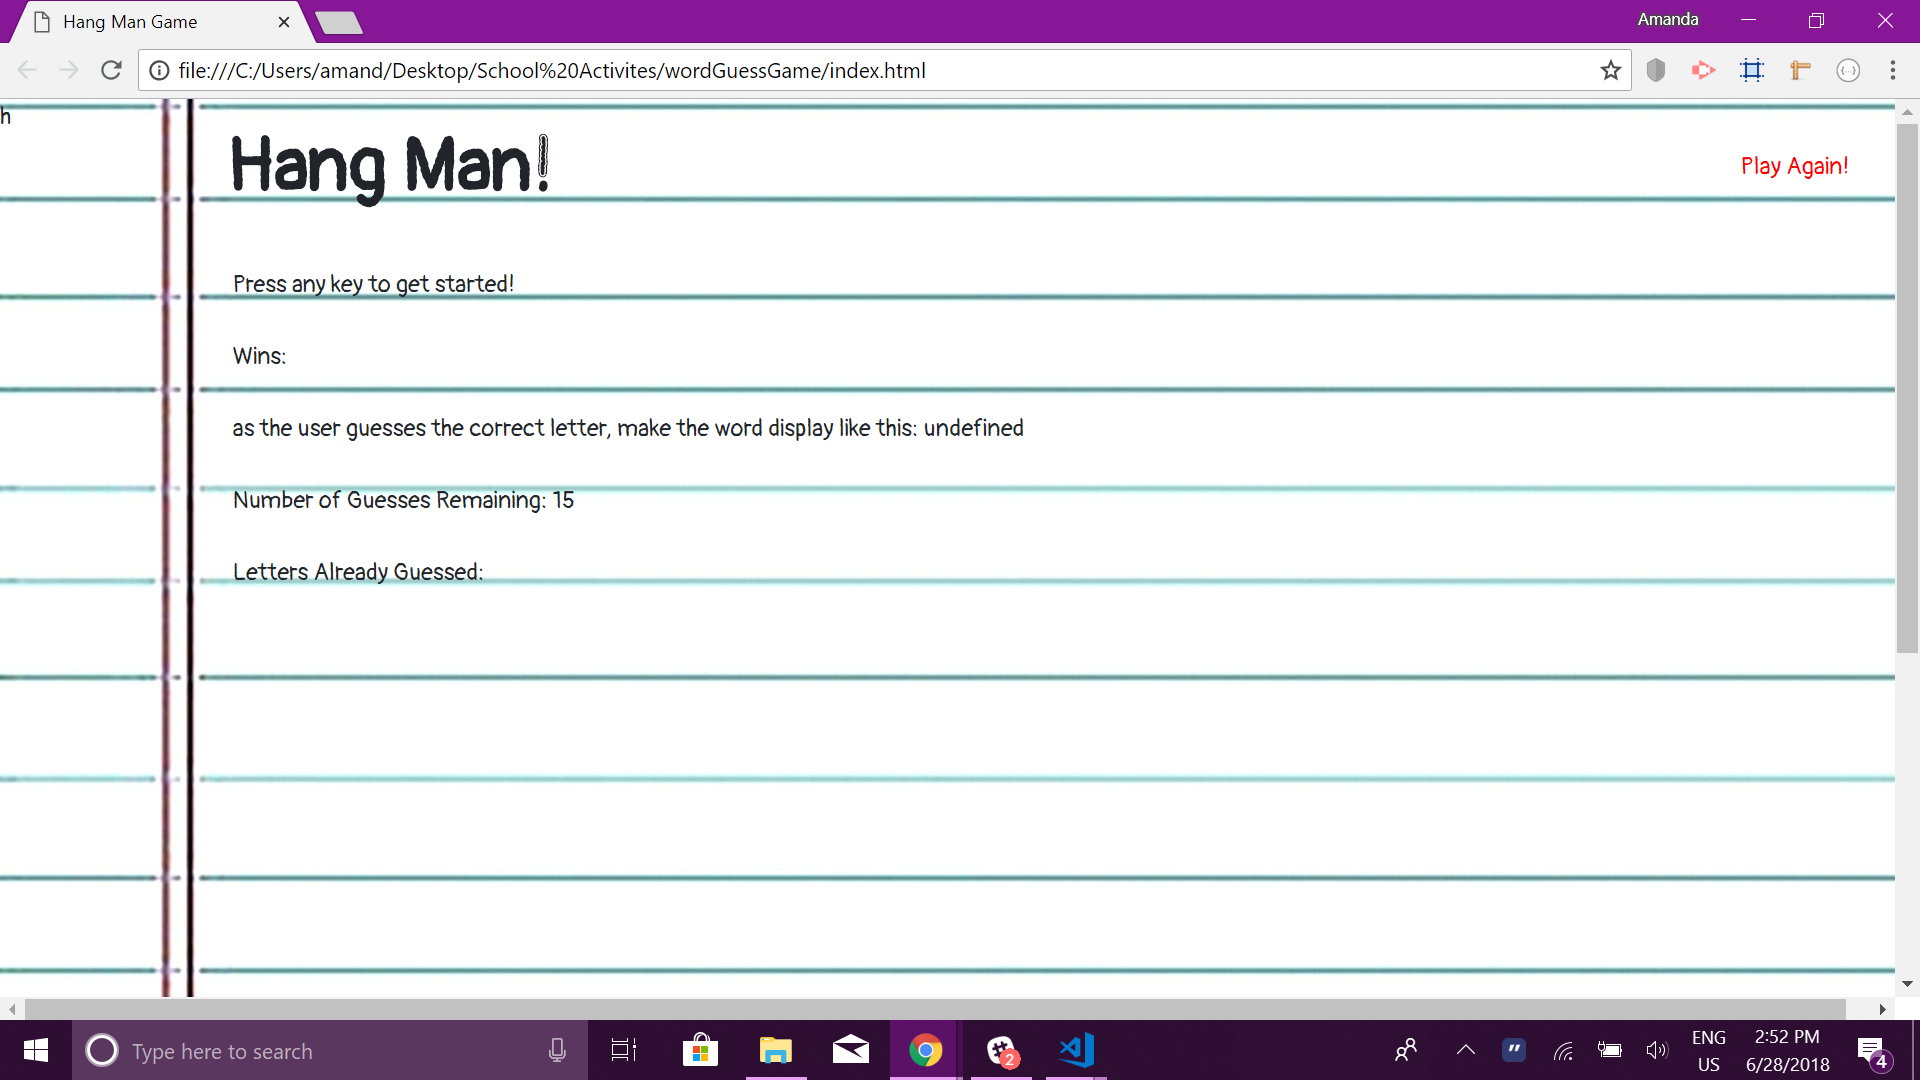 Hang Man Game
Amanda
file:///C:/Users/amand/Desktop/School%20Activites/wordGuessGame/index.html
h
Hang Man!
Play Again!
Press any key to get started!
Wins:
as the user guesses the correct letter, make the word display like this: undefined
Number of Guesses Remaining: 15
Letters Already Guessed:
Type here to search
2
ENG
US
2:52 PM
6/28/2018
4